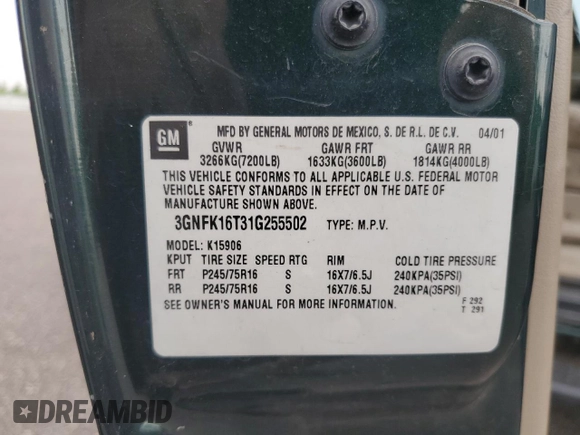 GM
MFD BY GENERAL MOTORS DE MEXICO, S. DE R.L. DE C.V. 04/01
GVWR GAWR FRT GAWR RR
3266KG(7200LB) 1633KG(3600LB) 1814KG(4000LB)
THIS VEHICLE CONFORMS TO ALL APPLICABLE U.S. FEDERAL MOTOR
VEHICLE SAFETY STANDARDS IN EFFECT ON THE DATE OF
MANUFACTURE SHOWN ABOVE.
3GNFK16T31G255502 TYPE: M.P.V.
MODEL: K15906
KPUT TIRE SIZE SPEED RTG RIM COLD TIRE PRESSURE
FRT P245/75R16 S 16X7/6.5J 240KPA(35PSI)
RR P245/75R16 S 16X7/6.5J 240KPA(35PSI)
SEE OWNER'S MANUAL FOR MORE INFORMATION.
F 292
T 291
DREAMBID